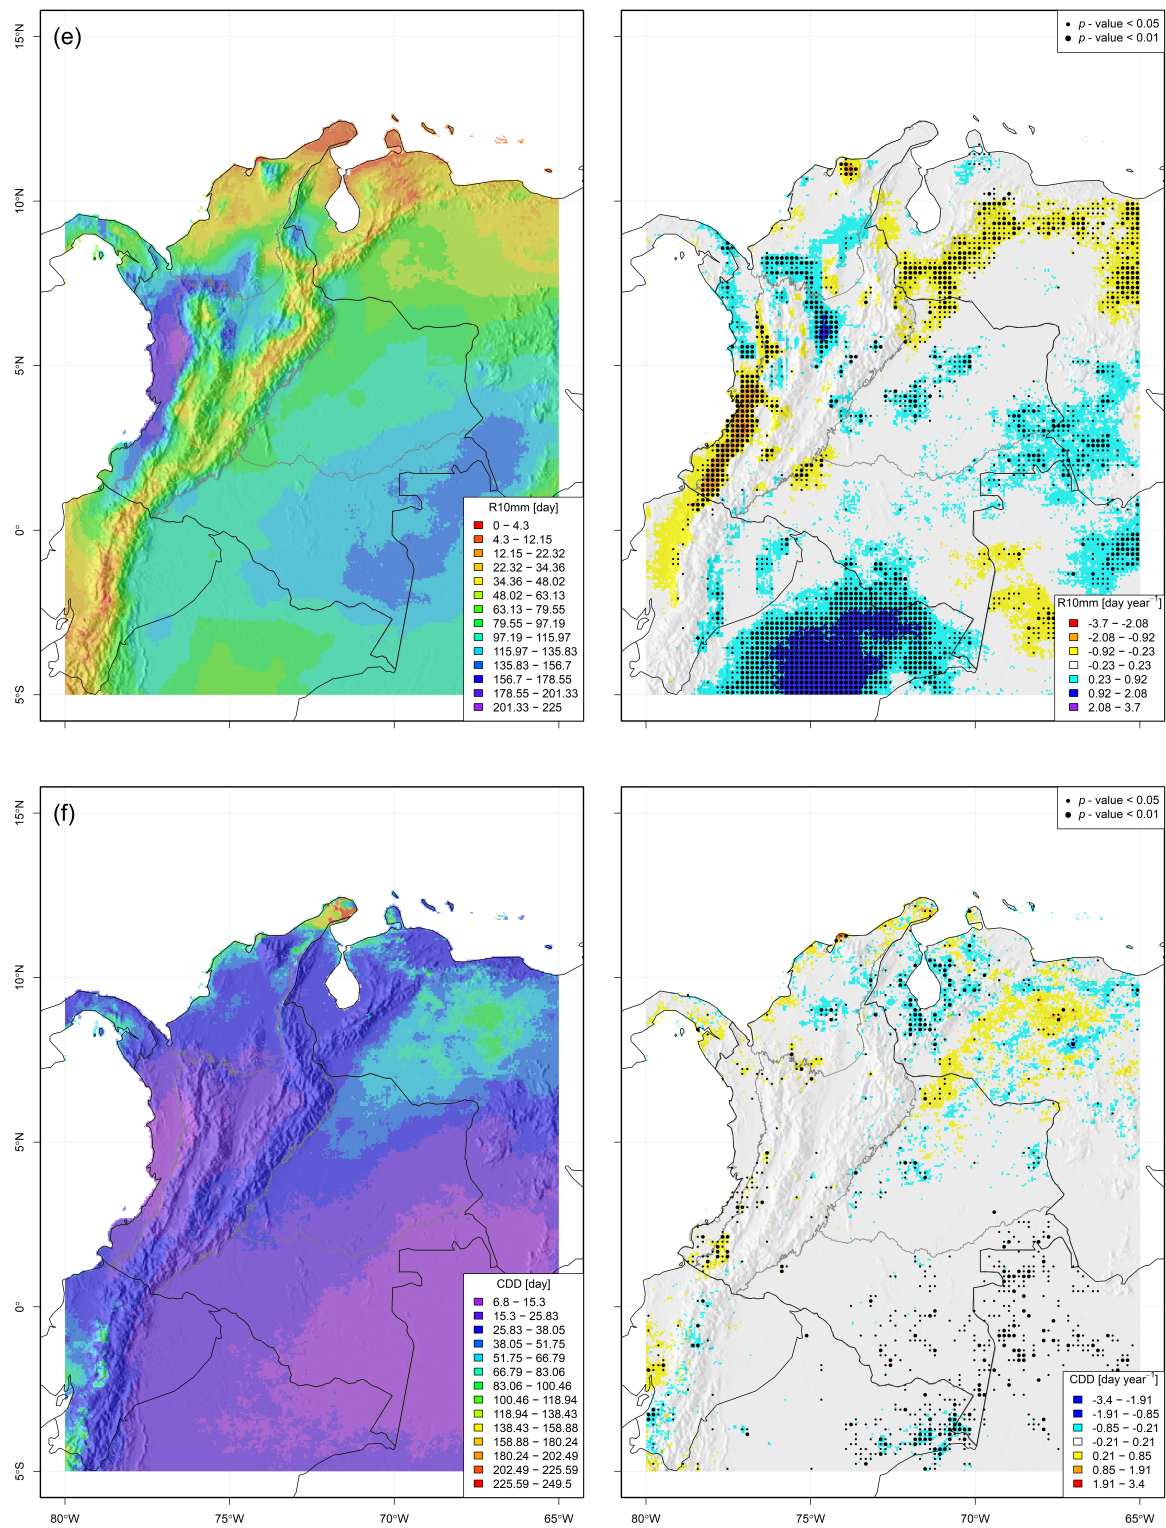 (e)
p - value < 0.05
p - value < 0.01
15°N
10°N
5°N
0°
5°S
R10mm [day]
0 − 4.3
4.3 − 12.15
12.15 − 22.32
22.32 − 34.36
34.36 − 48.02
48.02 − 63.13
63.13 − 79.55
79.55 − 97.19
97.19 − 115.97
115.97 − 135.83
135.83 − 156.7
156.7 − 178.55
178.55 − 201.33
201.33 − 225
R10mm [day year⁻¹]
-3.7 − -2.08
-2.08 − -0.92
-0.92 − -0.23
-0.23 − 0.23
0.23 − 0.92
0.92 − 2.08
2.08 − 3.7
(f)
p - value < 0.05
p - value < 0.01
15°N
10°N
5°N
0°
5°S
CDD [day]
6.8 − 15.3
15.3 − 25.83
25.83 − 38.05
38.05 − 51.75
51.75 − 66.79
66.79 − 83.06
83.06 − 100.46
100.46 − 118.94
118.94 − 138.43
138.43 − 158.88
158.88 − 180.24
180.24 − 202.49
202.49 − 225.59
225.59 − 249.5
CDD [day year⁻¹]
-3.4 − -1.91
-1.91 − -0.85
-0.85 − -0.21
-0.21 − 0.21
0.21 − 0.85
0.85 − 1.91
1.91 − 3.4
80°W 75°W 70°W 80°W 75°W 70°W 65°W